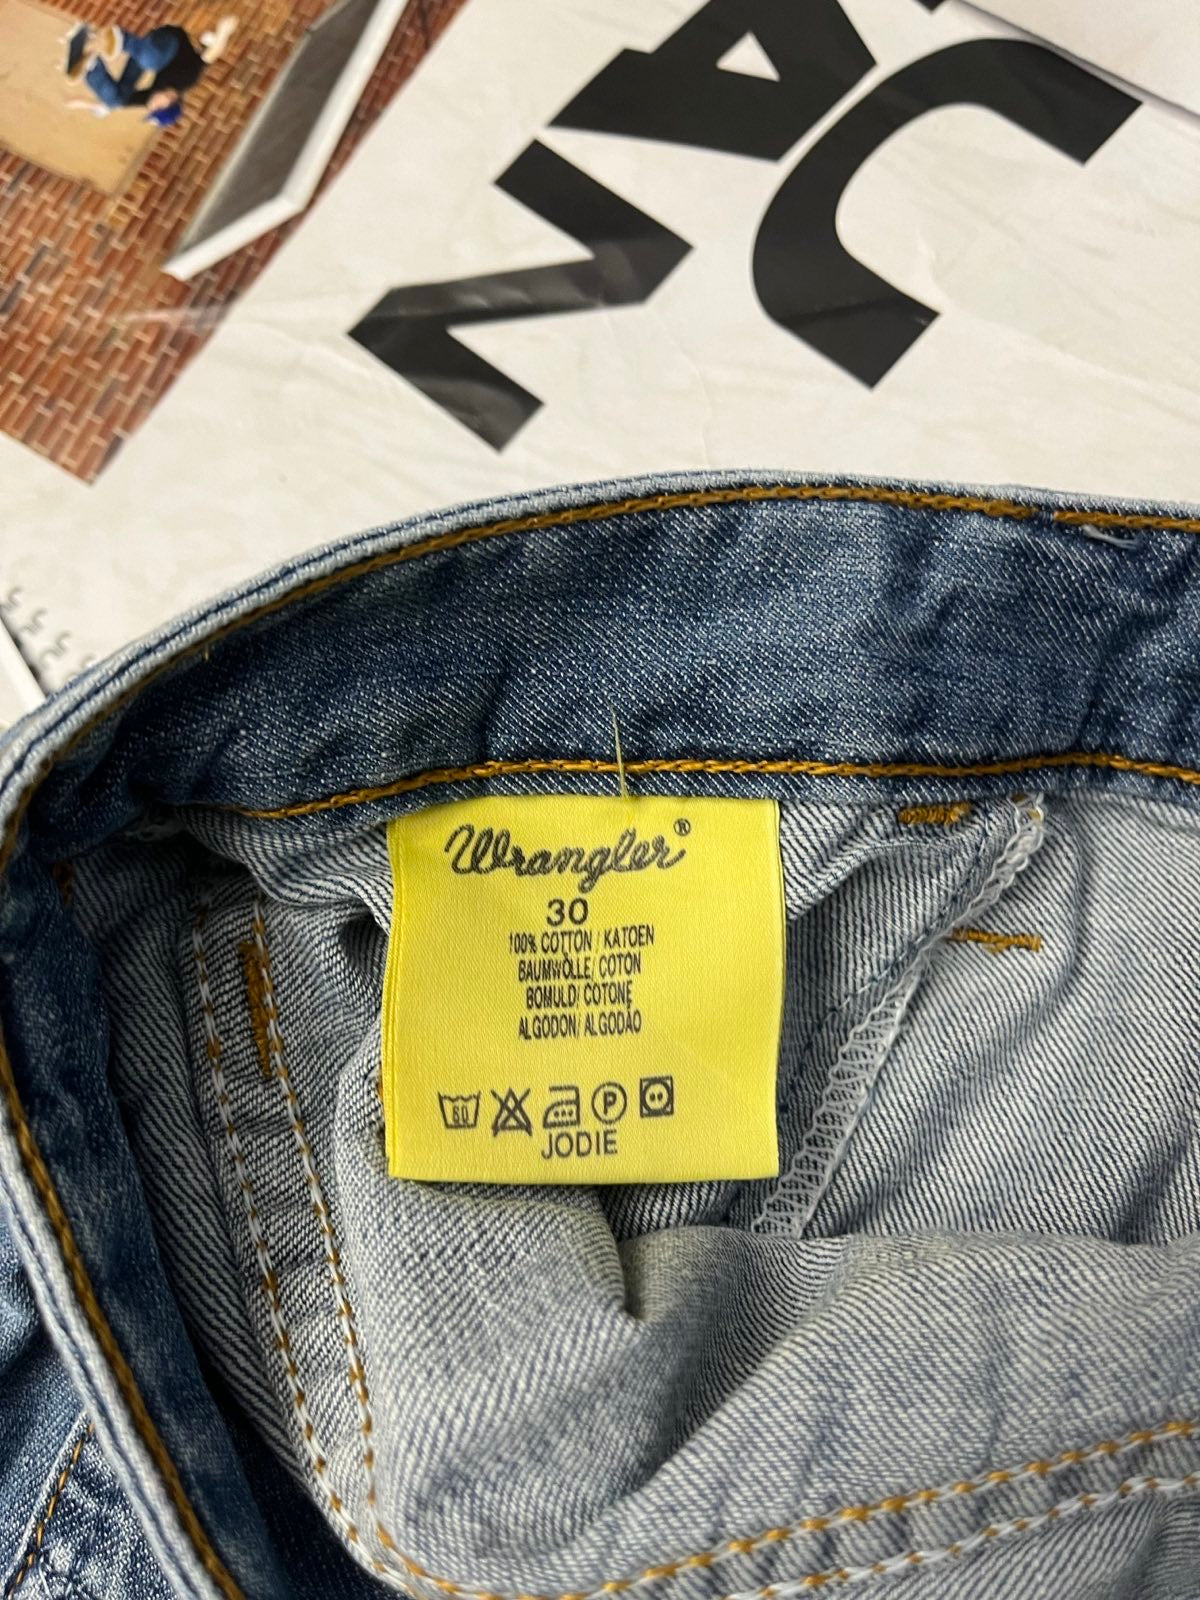 Wrangler®
30
100% COTTON / KATOEN
BAUMWOLLE/ COTON
BOMULD/ COTONE
ALGODON/ ALGODÃO
60 P
JODIE